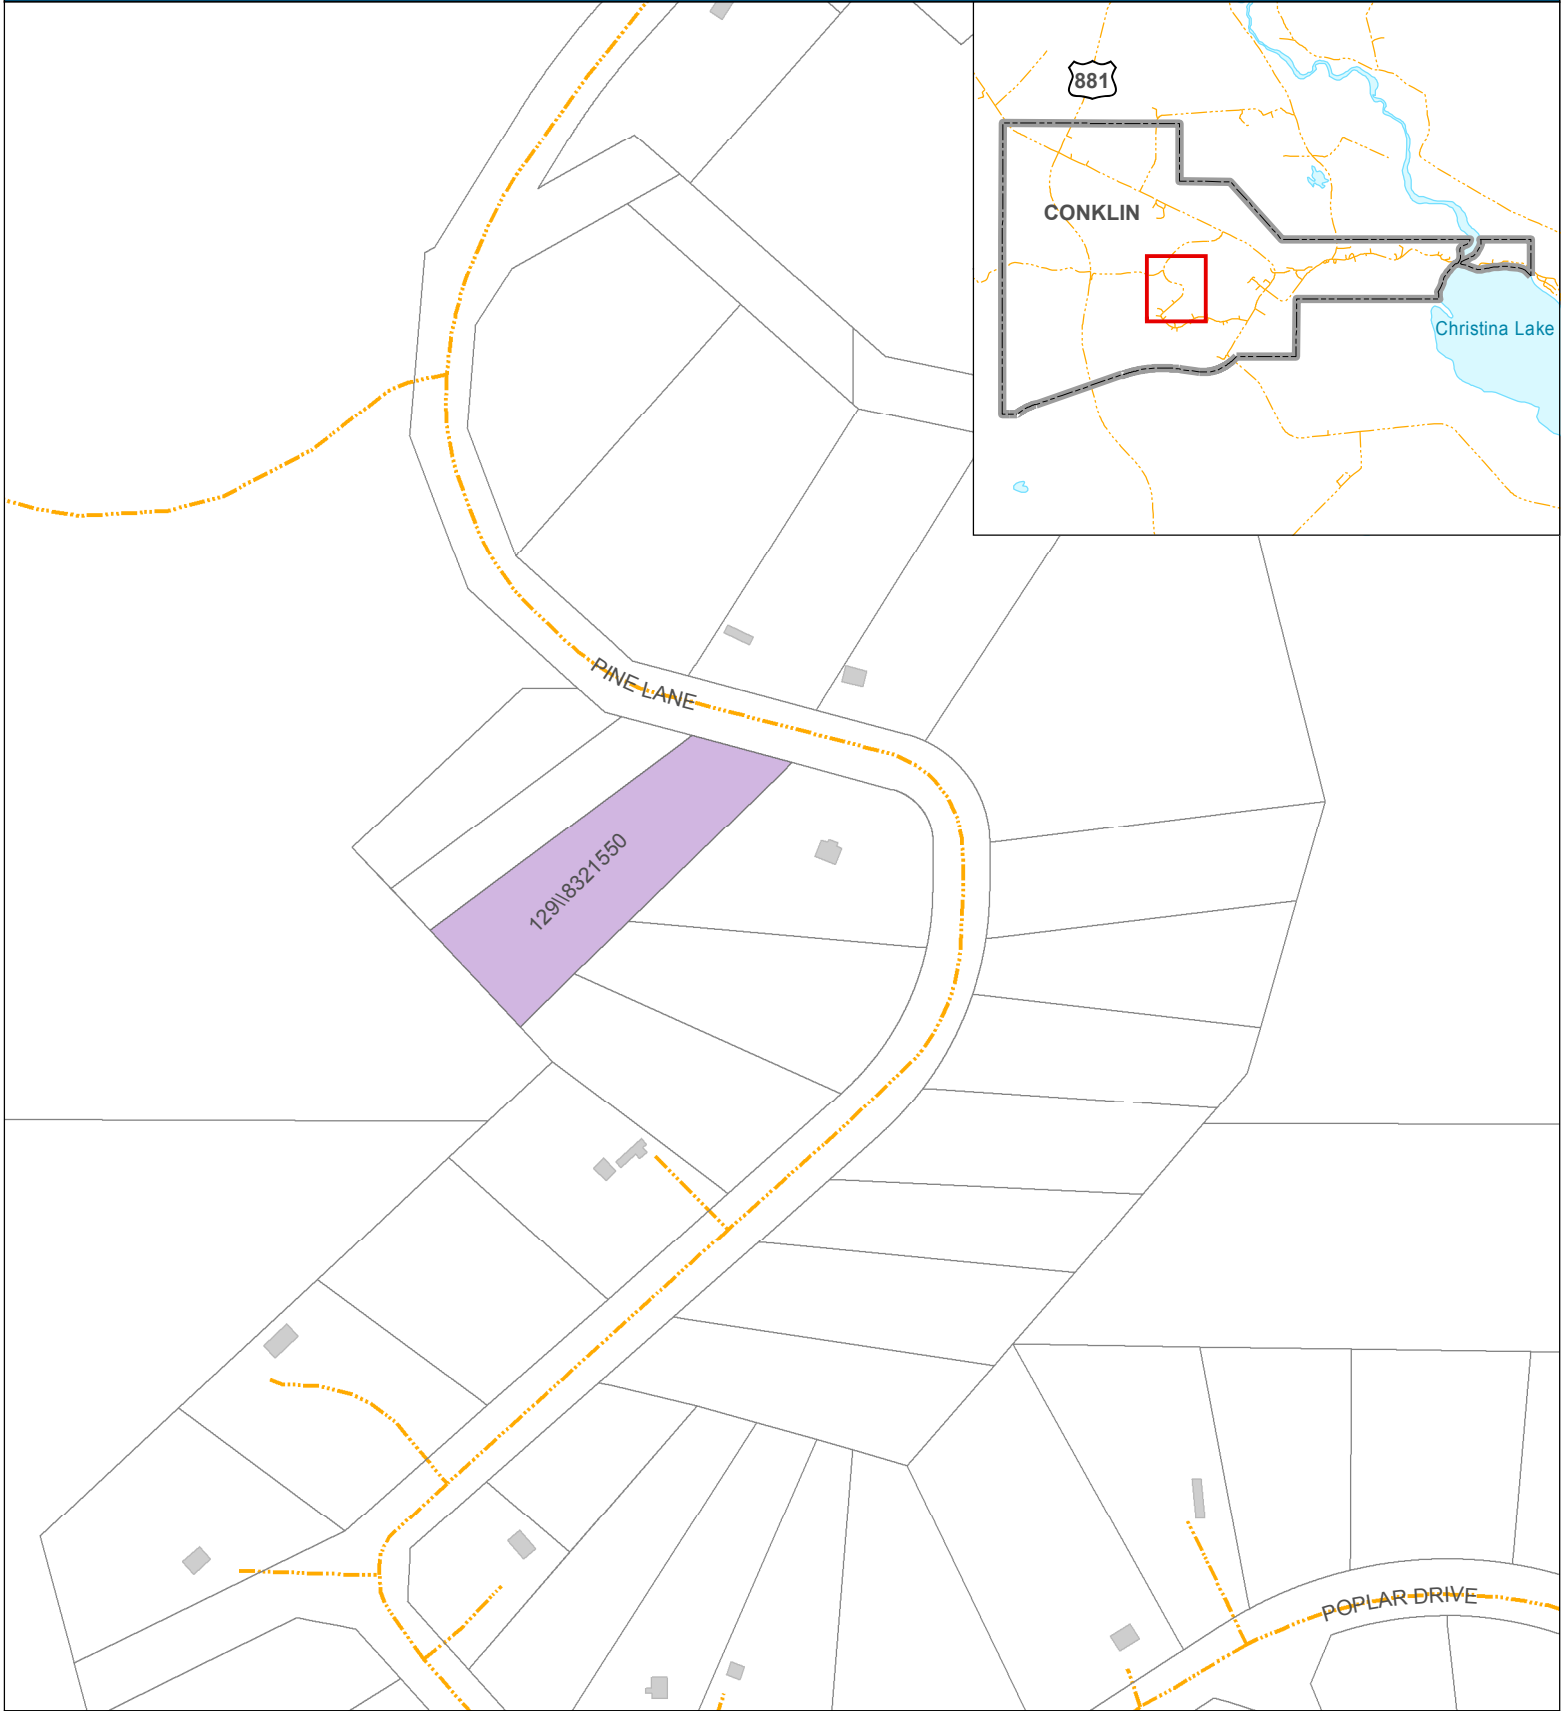 881
CONKLIN
Christina Lake
PINE LANE
129\\8321550
POPLAR DRIVE